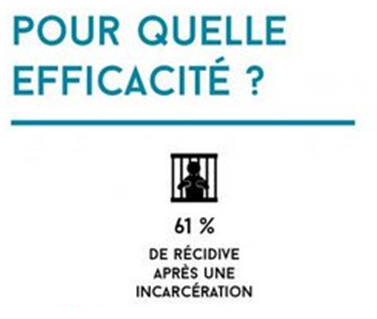 POUR QUELLE
EFFICACITÉ ?
61 %
DE RÉCIDIVE
APRÈS UNE
INCARCÉRATION